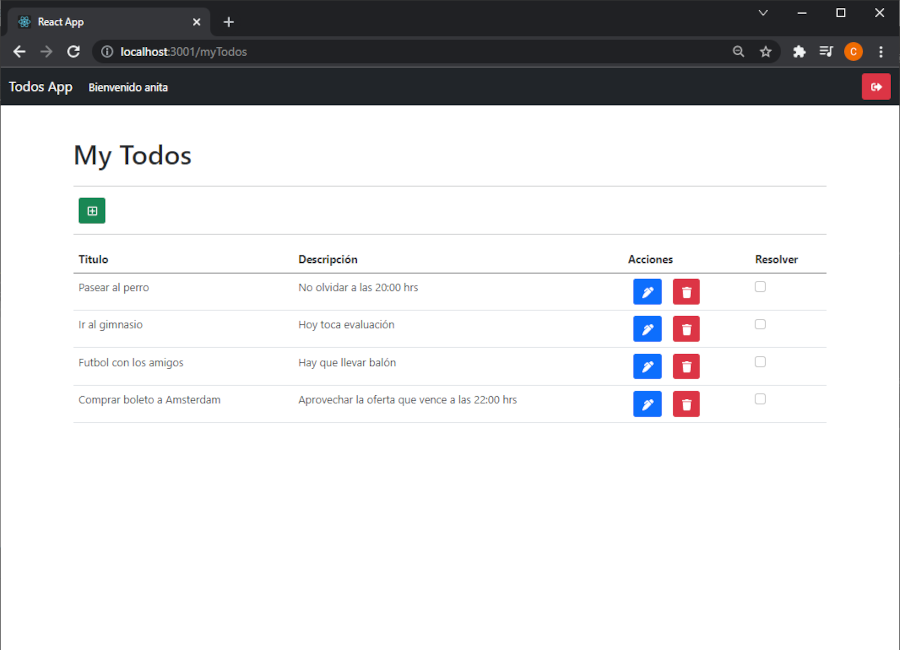 React App
localhost:3001/myTodos
C
Todos App Bienvenido anita
My Todos
Titulo Descripción Acciones Resolver
Pasear al perro No olvidar a las 20:00 hrs
Ir al gimnasio Hoy toca evaluación
Futbol con los amigos Hay que llevar balón
Comprar boleto a Amsterdam Aprovechar la oferta que vence a las 22:00 hrs